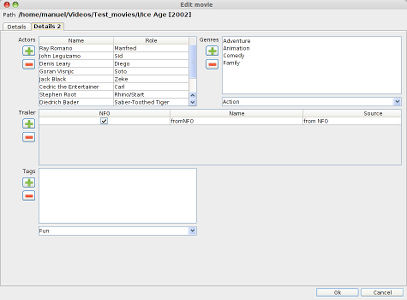 Edit movie
Path /home/manuel/Videos/Test_movies/I/Ice Age [2002]
Details Details 2
Actors Name Role Genres
Ray Romano Manfred Adventure
John Leguizamo Sid Animation
Denis Leary Diego Comedy
Goran Visnjic Soto Family
Jack Black Zeke
Cedric the Entertainer Carl
Stephen Root Rhino/Start
Diedrich Bader Saber-Toothed Tiger Action
Trailer NFO Name Source
fromNFO from NFO
Tags
Fun
Ok Cancel